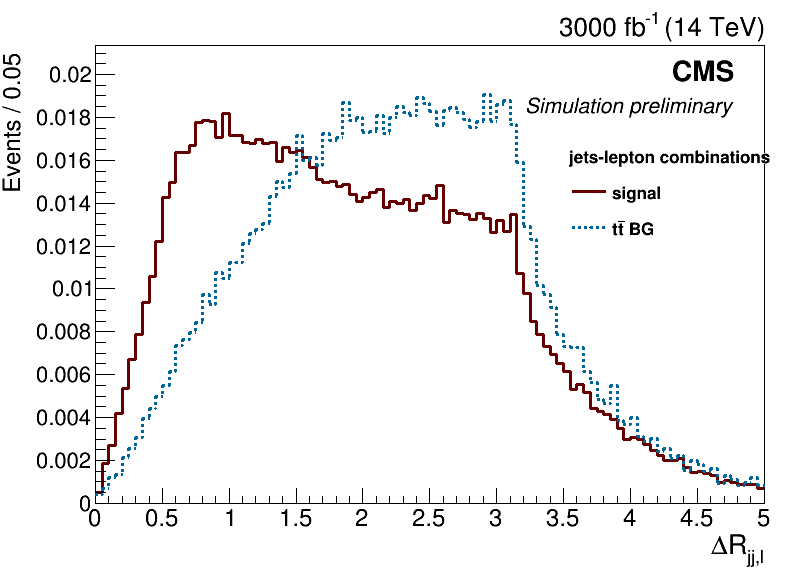 3000 fb⁻¹ (14 TeV)
Events / 0.05
CMS
Simulation preliminary
jets-lepton combinations
signal
tt̄ BG
0.02
0.018
0.016
0.014
0.012
0.01
0.008
0.006
0.004
0.002
0
0 0.5 1 1.5 2 2.5 3 3.5 4 4.5 5
ΔR_jj,l